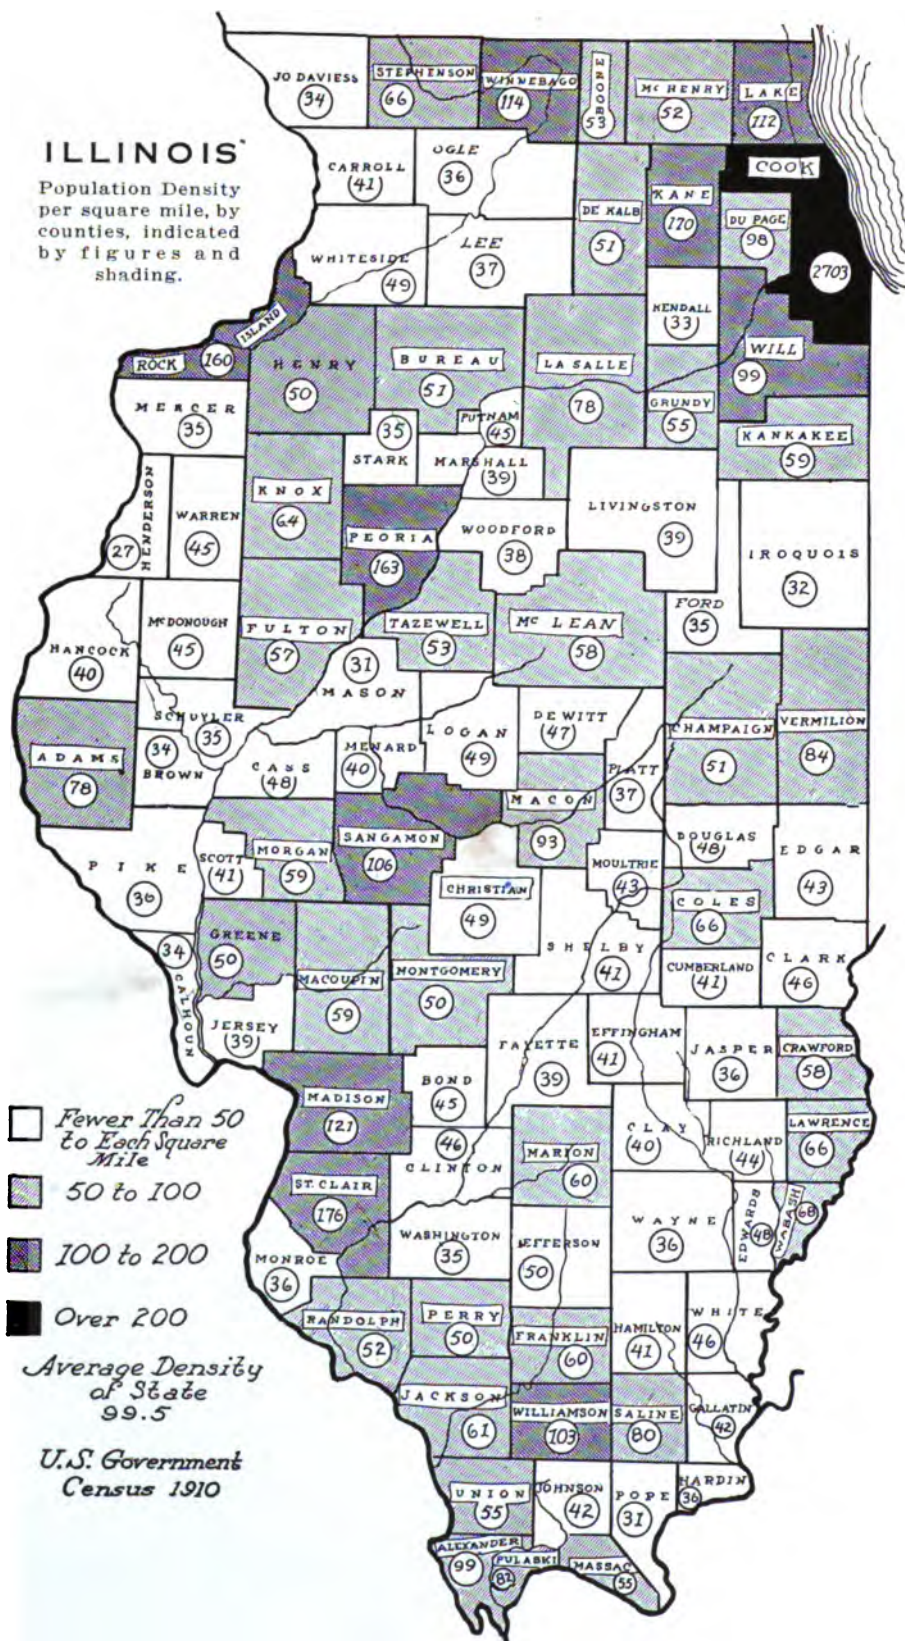 ILLINOIS
Population Density
per square mile, by
counties, indicated
by figures and
shading.
JO DAVIESS
34
STEPHENSON
66
WINNEBAGO
114
BOONE
53
McHENRY
52
LAKE
112
CARROLL
41
OGLE
36
DE KALB
51
KANE
170
COOK
2703
DU PAGE
98
WHITESIDE
49
LEE
37
KENDALL
33
ROCK ISLAND
160
HENRY
50
BUREAU
51
LA SALLE
78
GRUNDY
55
WILL
99
MERCER
35
STARK
35
PUTNAM
45
MARSHALL
39
KANKAKEE
59
HENDERSON
27
WARREN
45
KNOX
64
PEORIA
163
WOODFORD
38
LIVINGSTON
39
IROQUOIS
32
HANCOCK
40
McDONOUGH
45
FULTON
57
MASON
31
TAZEWELL
53
McLEAN
58
FORD
35
ADAMS
78
SCHUYLER
35
34
BROWN
CASS
48
MENARD
40
LOGAN
49
DE WITT
47
PIATT
37
CHAMPAIGN
51
VERMILION
84
PIKE
36
SCOTT
41
MORGAN
59
SANGAMON
106
MACON
93
MOULTRIE
43
DOUGLAS
48
EDGAR
43
CHRISTIAN
49
COLES
66
34
CALHOUN
GREENE
50
MACOUPIN
59
MONTGOMERY
50
SHELBY
41
CUMBERLAND
41
CLARK
46
JERSEY
39
FAYETTE
39
EFFINGHAM
41
JASPER
36
CRAWFORD
58
MADISON
121
BOND
45
46
CLINTON
MARION
60
CLAY
40
RICHLAND
44
LAWRENCE
66
ST. CLAIR
176
WASHINGTON
35
JEFFERSON
50
WAYNE
36
EDWARDS
48
WABASH
68
MONROE
36
RANDOLPH
52
PERRY
50
FRANKLIN
60
HAMILTON
41
WHITE
46
JACKSON
61
WILLIAMSON
103
SALINE
80
GALLATIN
42
UNION
55
JOHNSON
42
POPE
31
HARDIN
36
ALEXANDER
99
PULASKI
82
MASSAC
55
Fewer Than 50
to Each Square
Mile
50 to 100
100 to 200
Over 200
Average Density
of State
99.5
U.S. Government
Census 1910